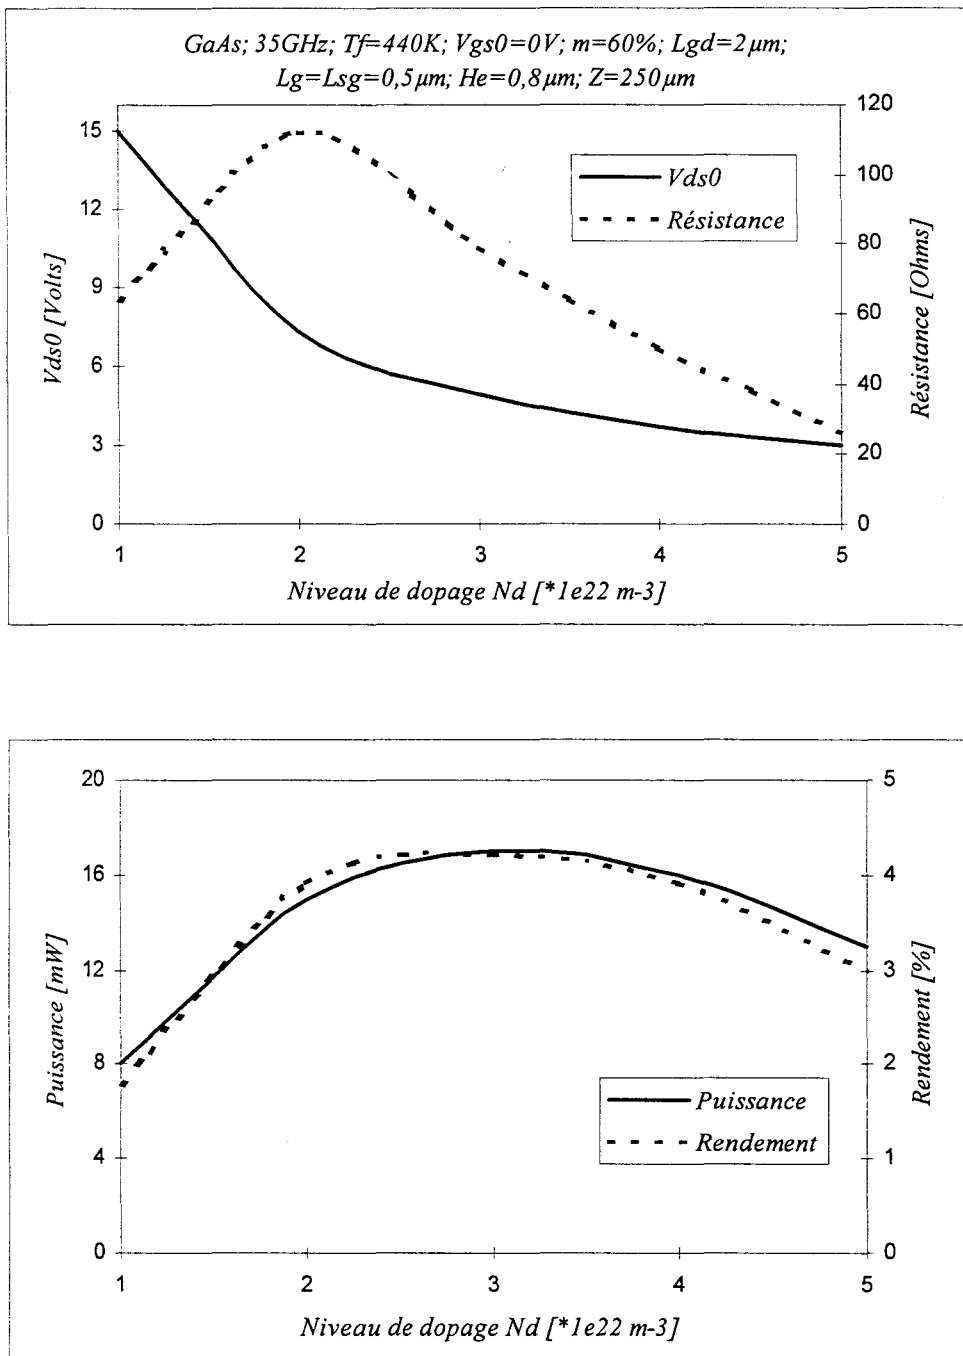 GaAs; 35GHz; Tf=440K; Vgs0=0V; m=60%; Lgd=2µm;
Lg=Lsg=0,5µm; He=0,8µm; Z=250µm
15
12
9
6
3
0
Vds0 [Volts]
120
100
80
60
40
20
0
Résistance [Ohms]
Vds0
Résistance
1 2 3 4 5
Niveau de dopage Nd [*1e22 m-3]
20
16
12
8
4
0
Puissance [mW]
5
4
3
2
1
0
Rendement [%]
Puissance
Rendement
1 2 3 4 5
Niveau de dopage Nd [*1e22 m-3]